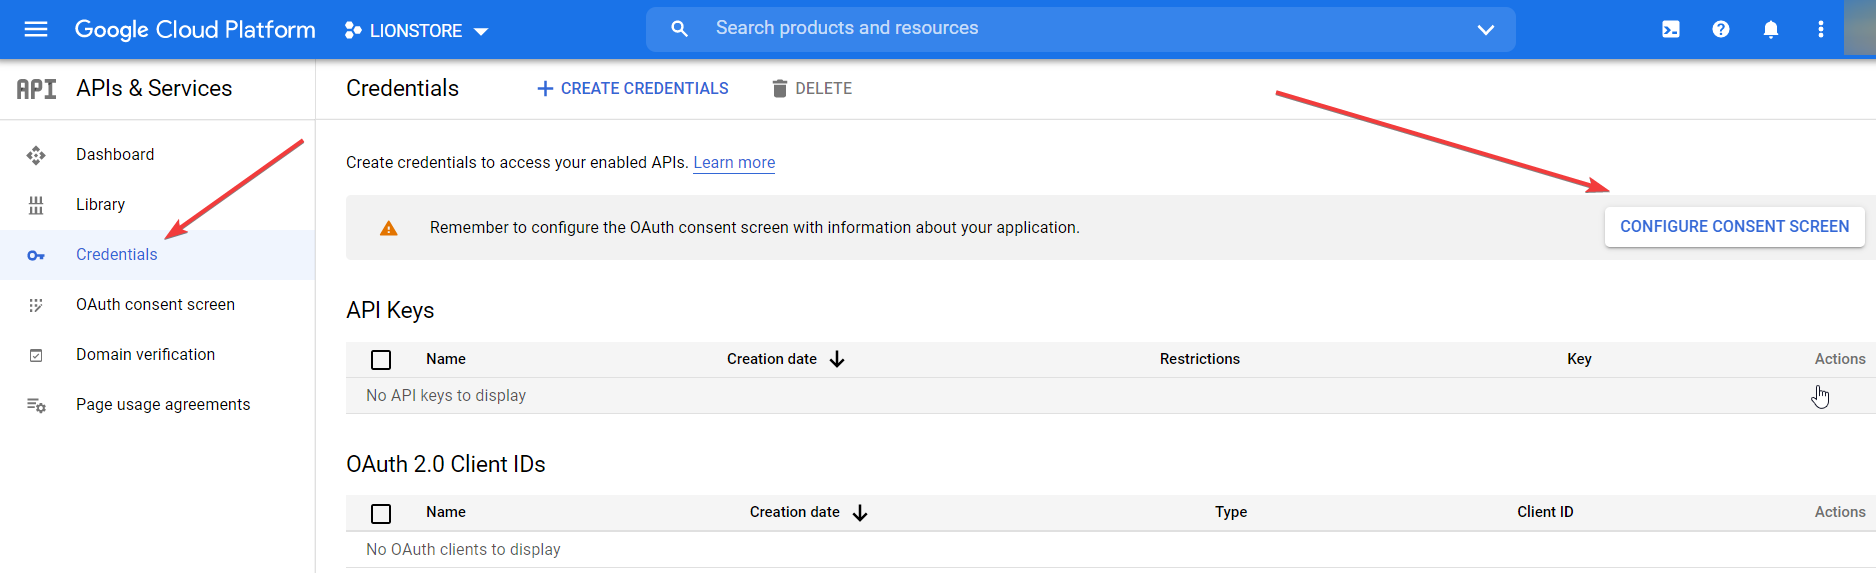 Google Cloud Platform LIONSTORE Search products and resources
API APIs & Services
Credentials CREATE CREDENTIALS DELETE
Dashboard
Library
Credentials
OAuth consent screen
Domain verification
Page usage agreements
Create credentials to access your enabled APIs. Learn more
Remember to configure the OAuth consent screen with information about your application. CONFIGURE CONSENT SCREEN
API Keys
Name Creation date Restrictions Key Actions
No API keys to display
OAuth 2.0 Client IDs
Name Creation date Type Client ID Actions
No OAuth clients to display